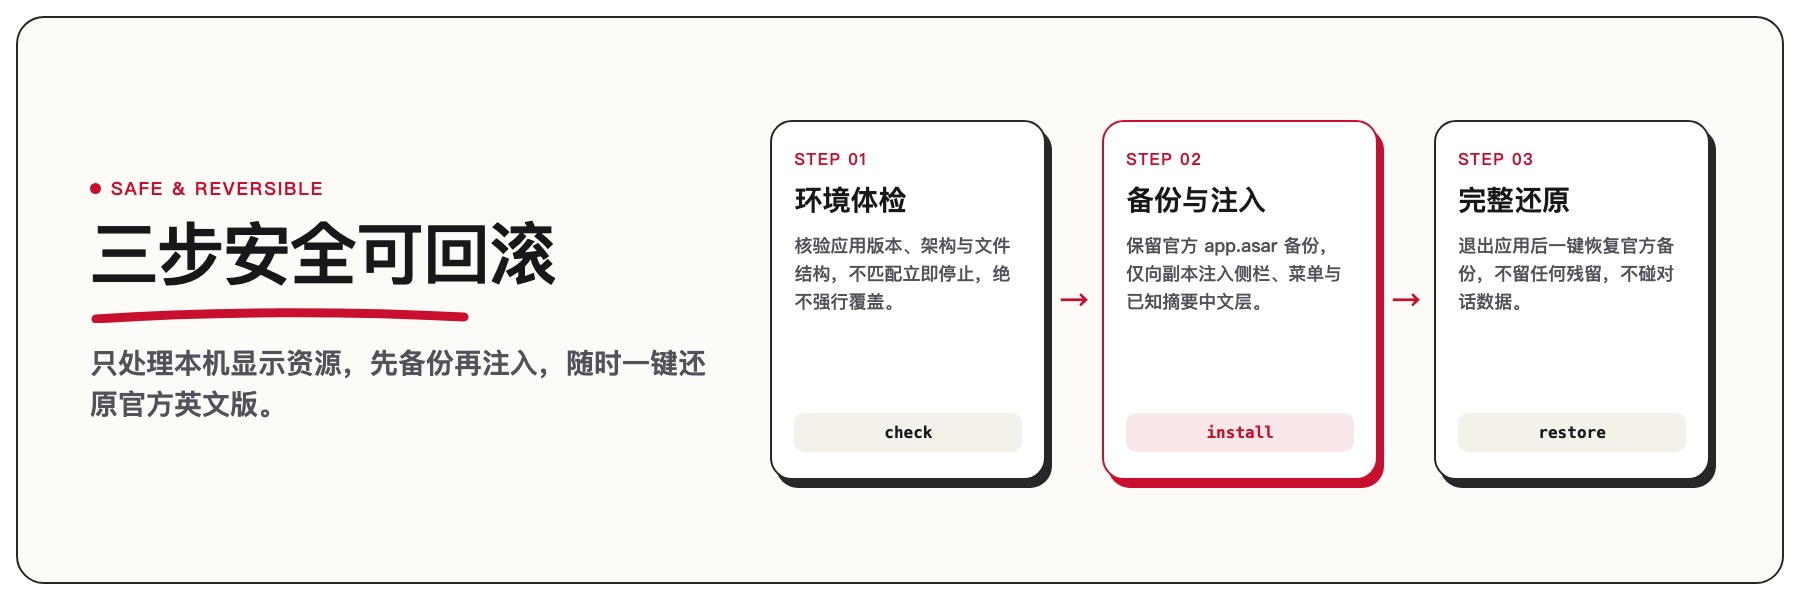 SAFE & REVERSIBLE
三步安全可回滚
只处理本机显示资源，先备份再注入，随时一键还
原官方英文版。
STEP 01
环境体检
核验应用版本、架构与文件
结构，不匹配立即停止，绝
不强行覆盖。
check
→
STEP 02
备份与注入
保留官方 app.asar 备份，
仅向副本注入侧栏、菜单与
已知摘要中文层。
install
→
STEP 03
完整还原
退出应用后一键恢复官方备
份，不留任何残留，不碰对
话数据。
restore